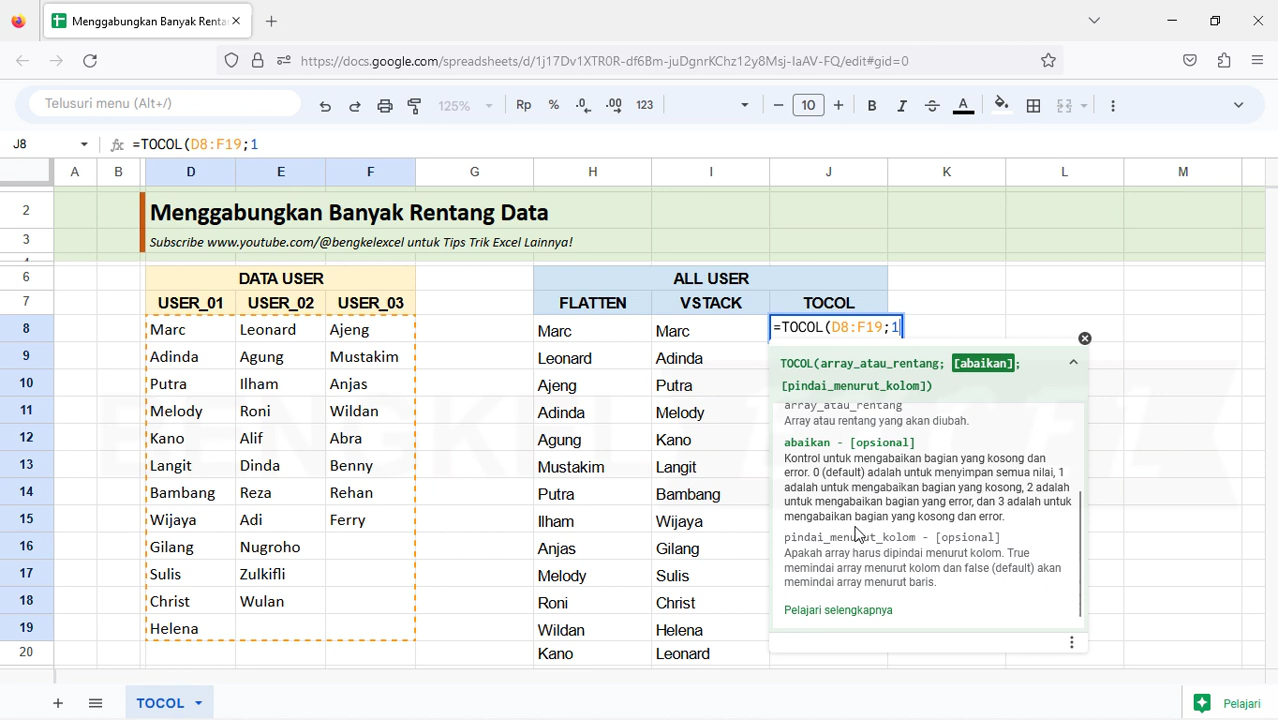 Menggabungkan Banyak Renta
https://docs.google.com/spreadsheets/d/1j17Dv1XTR0R-df6Bm-juDgnrKChz12y8Msj-IaAV-FQ/edit#gid=0
Telusuri menu (Alt+/)
125%
Rp
%
.0
.00
123
10
B
I
A
J8
fx
=TOCOL(D8:F19;1
A B D E F G H I J K L M
2 Menggabungkan Banyak Rentang Data
3 Subscribe www.youtube.com/@bengkelexcel untuk Tips Trik Excel Lainnya!
4
6 DATA USER ALL USER
7 USER_01 USER_02 USER_03 FLATTEN VSTACK TOCOL
8 Marc Leonard Ajeng Marc Marc =TOCOL(D8:F19;1
9 Adinda Agung Mustakim Leonard Adinda
10 Putra Ilham Anjas Ajeng Putra
11 Melody Roni Wildan Adinda Melody
12 Kano Alif Abra Agung Kano
13 Langit Dinda Benny Mustakim Langit
14 Bambang Reza Rehan Putra Bambang
15 Wijaya Adi Ferry Ilham Wijaya
16 Gilang Nugroho Anjas Gilang
17 Sulis Zulkifli Melody Sulis
18 Christ Wulan Roni Christ
19 Helena Wildan Helena
20 Kano Leonard
TOCOL(array_atau_rentang; [abaikan];
[pindai_menurut_kolom])
array_atau_rentang
Array atau rentang yang akan diubah.
abaikan - [opsional]
Kontrol untuk mengabaikan bagian yang kosong dan
error. 0 (default) adalah untuk menyimpan semua nilai, 1
adalah untuk mengabaikan bagian yang kosong, 2 adalah
untuk mengabaikan bagian yang error, dan 3 adalah untuk
mengabaikan bagian yang kosong dan error.
pindai_menurut_kolom - [opsional]
Apakah array harus dipindai menurut kolom. True
memindai array menurut kolom dan false (default) akan
memindai array menurut baris.
Pelajari selengkapnya
TOCOL
Pelajari